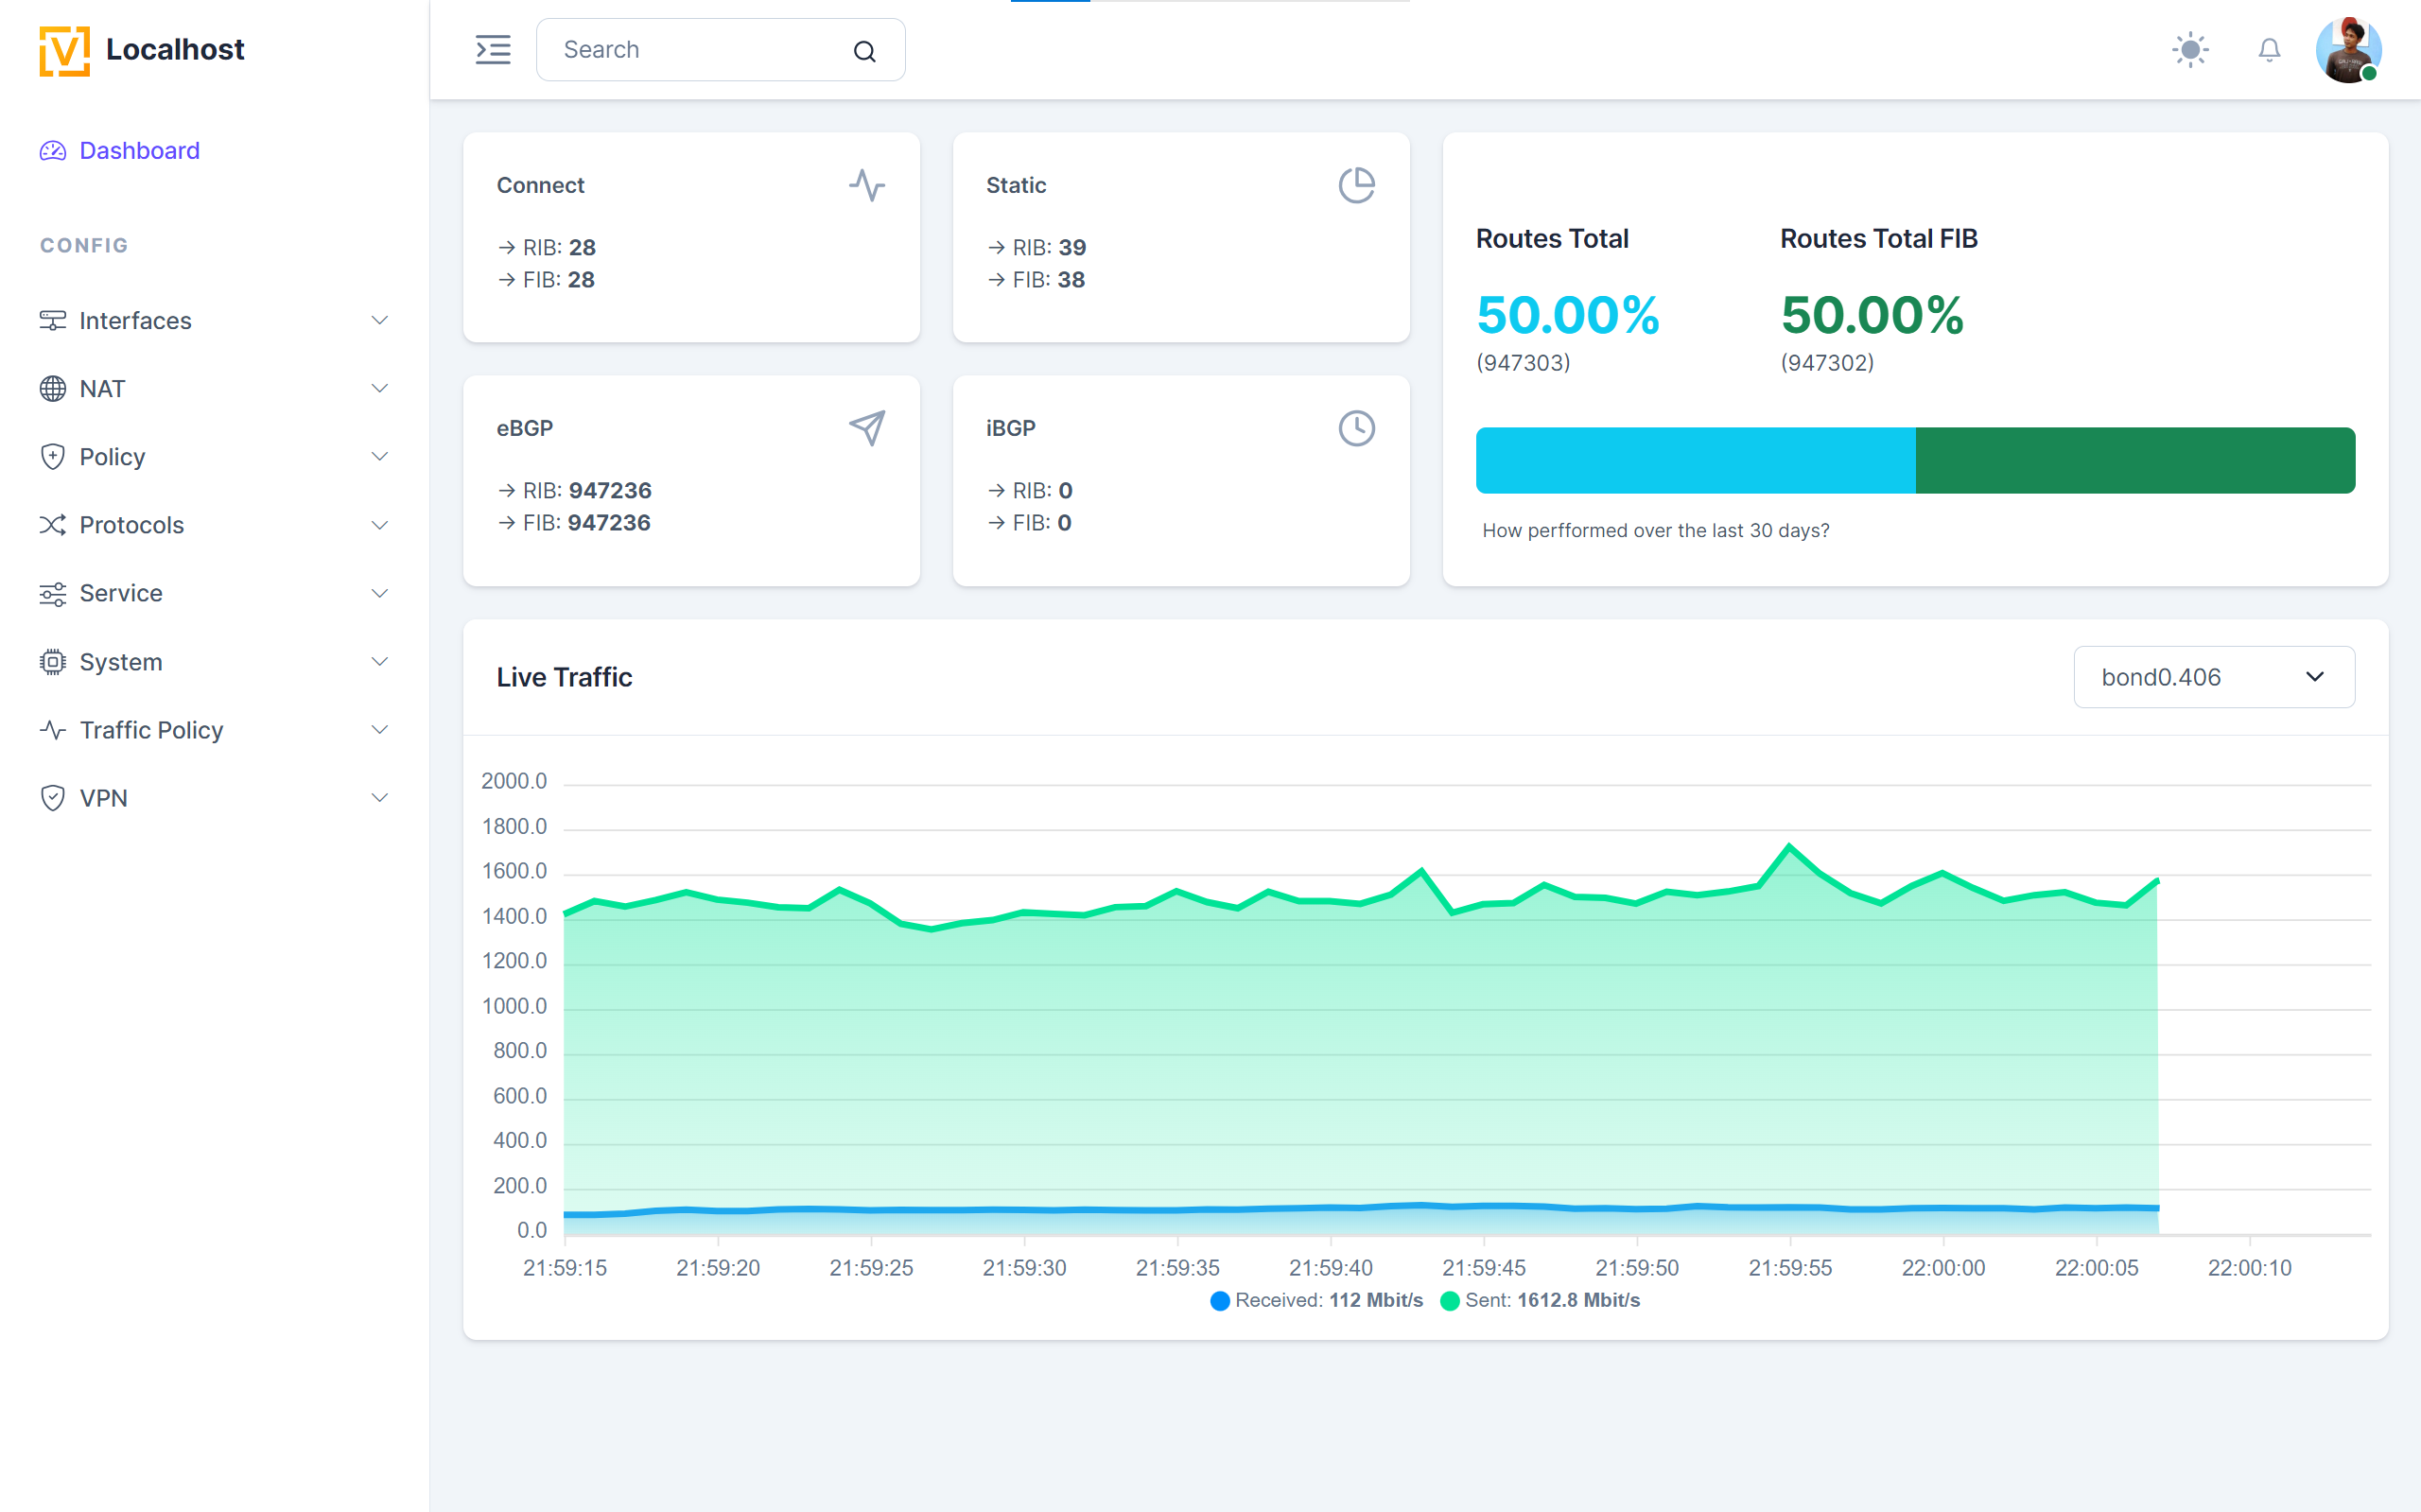 V Localhost
Search
Dashboard
CONFIG
Interfaces
NAT
Policy
Protocols
Service
System
Traffic Policy
VPN
Connect
→ RIB: 28
→ FIB: 28
Static
→ RIB: 39
→ FIB: 38
eBGP
→ RIB: 947236
→ FIB: 947236
iBGP
→ RIB: 0
→ FIB: 0
Routes Total
50.00%
(947303)
Routes Total FIB
50.00%
(947302)
How perfformed over the last 30 days?
Live Traffic
bond0.406
2000.0
1800.0
1600.0
1400.0
1200.0
1000.0
800.0
600.0
400.0
200.0
0.0
21:59:15 21:59:20 21:59:25 21:59:30 21:59:35 21:59:40 21:59:45 21:59:50 21:59:55 22:00:00 22:00:05 22:00:10
Received: 112 Mbit/s Sent: 1612.8 Mbit/s